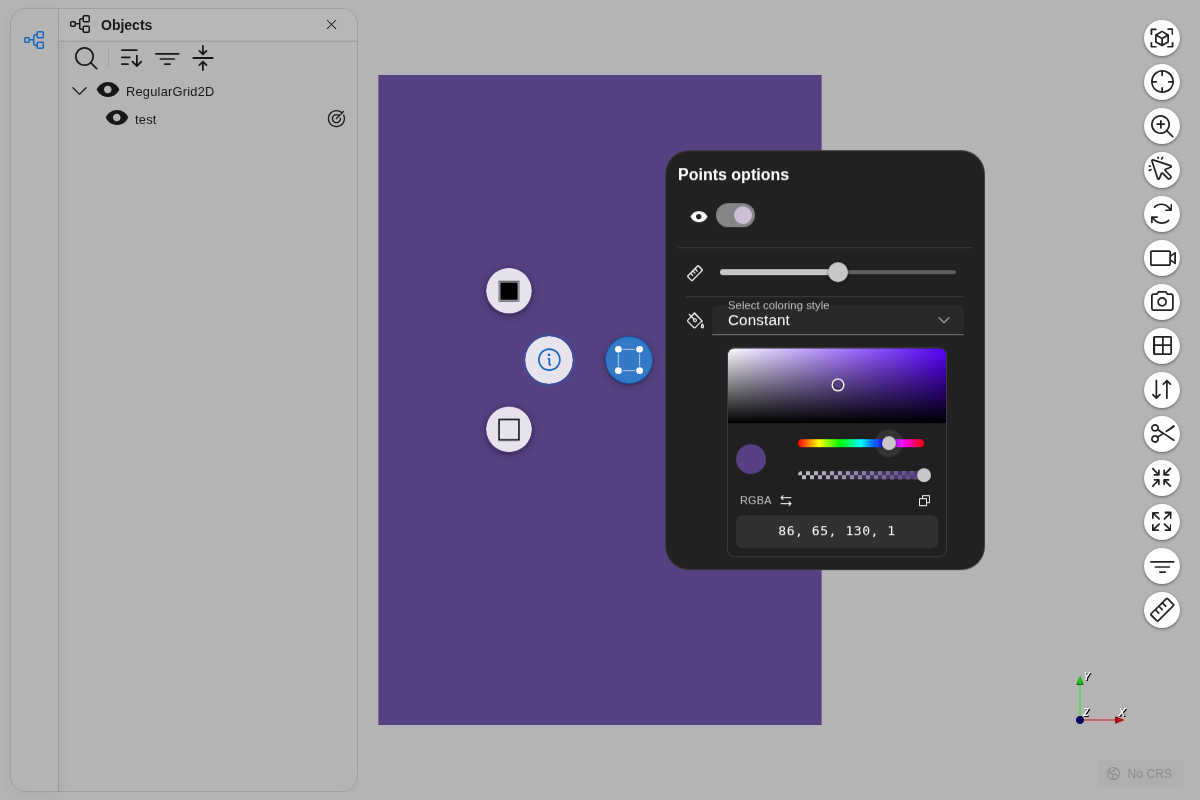 Objects
RegularGrid2D
test
Points options
Select coloring style
Constant
RGBA
86, 65, 130, 1
Y
Z
X
No CRS